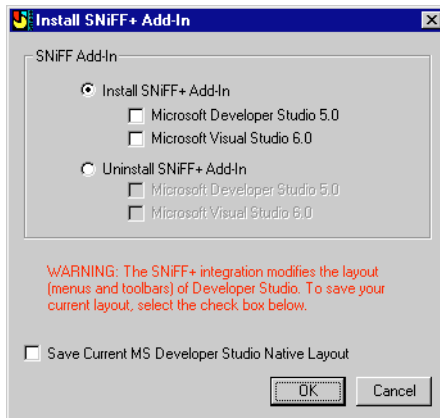 Install SNiFF+ Add-In
SNiFF Add-In
Install SNiFF+ Add-In
Microsoft Developer Studio 5.0
Microsoft Visual Studio 6.0
Uninstall SNiFF+ Add-In
Microsoft Developer Studio 5.0
Microsoft Visual Studio 6.0
WARNING: The SNiFF+ integration modifies the layout
(menus and toolbars) of Developer Studio. To save your
current layout, select the check box below.
Save Current MS Developer Studio Native Layout
OK Cancel